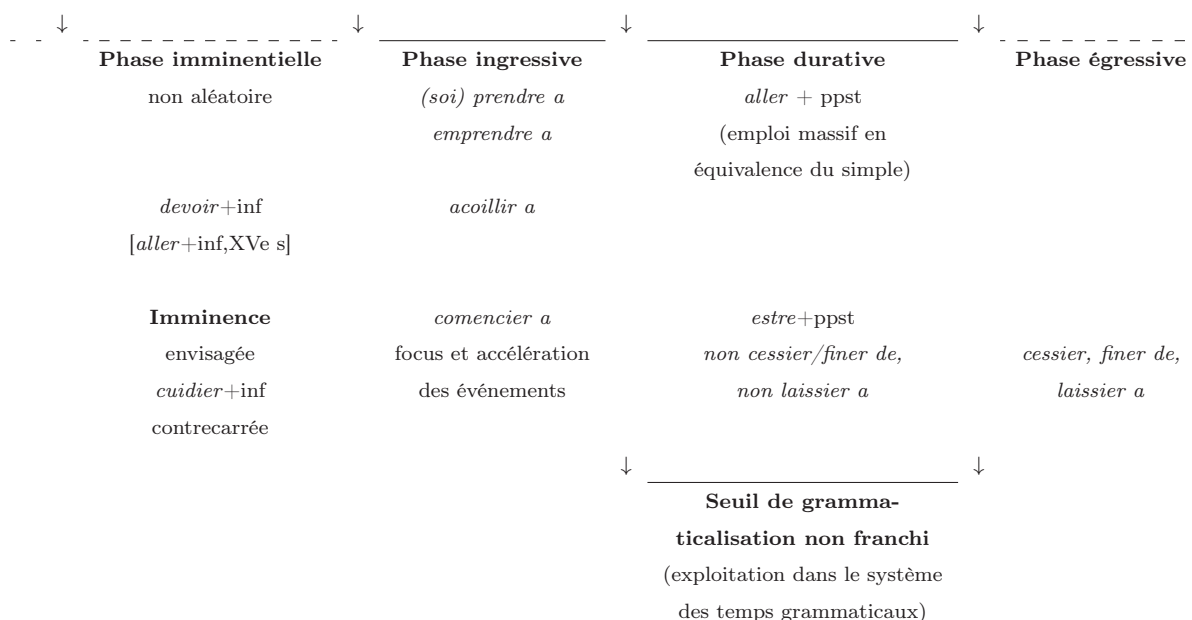 ↓ ↓ ↓ ↓
Phase imminentielle Phase ingressive Phase durative Phase égressive
non aléatoire (soi) prendre a aller + ppst
emprendre a (emploi massif en
équivalence du simple)
devoir+inf acoillir a
[aller+inf,XVe s]
Imminence comencier a estre+ppst
envisagée focus et accélération non cessier/finer de, cessier, finer de,
cuidier+inf des événements non laissier a laissier a
contrecarrée
↓ ↓
Seuil de gramma-
ticalisation non franchi
(exploitation dans le système
des temps grammaticaux)